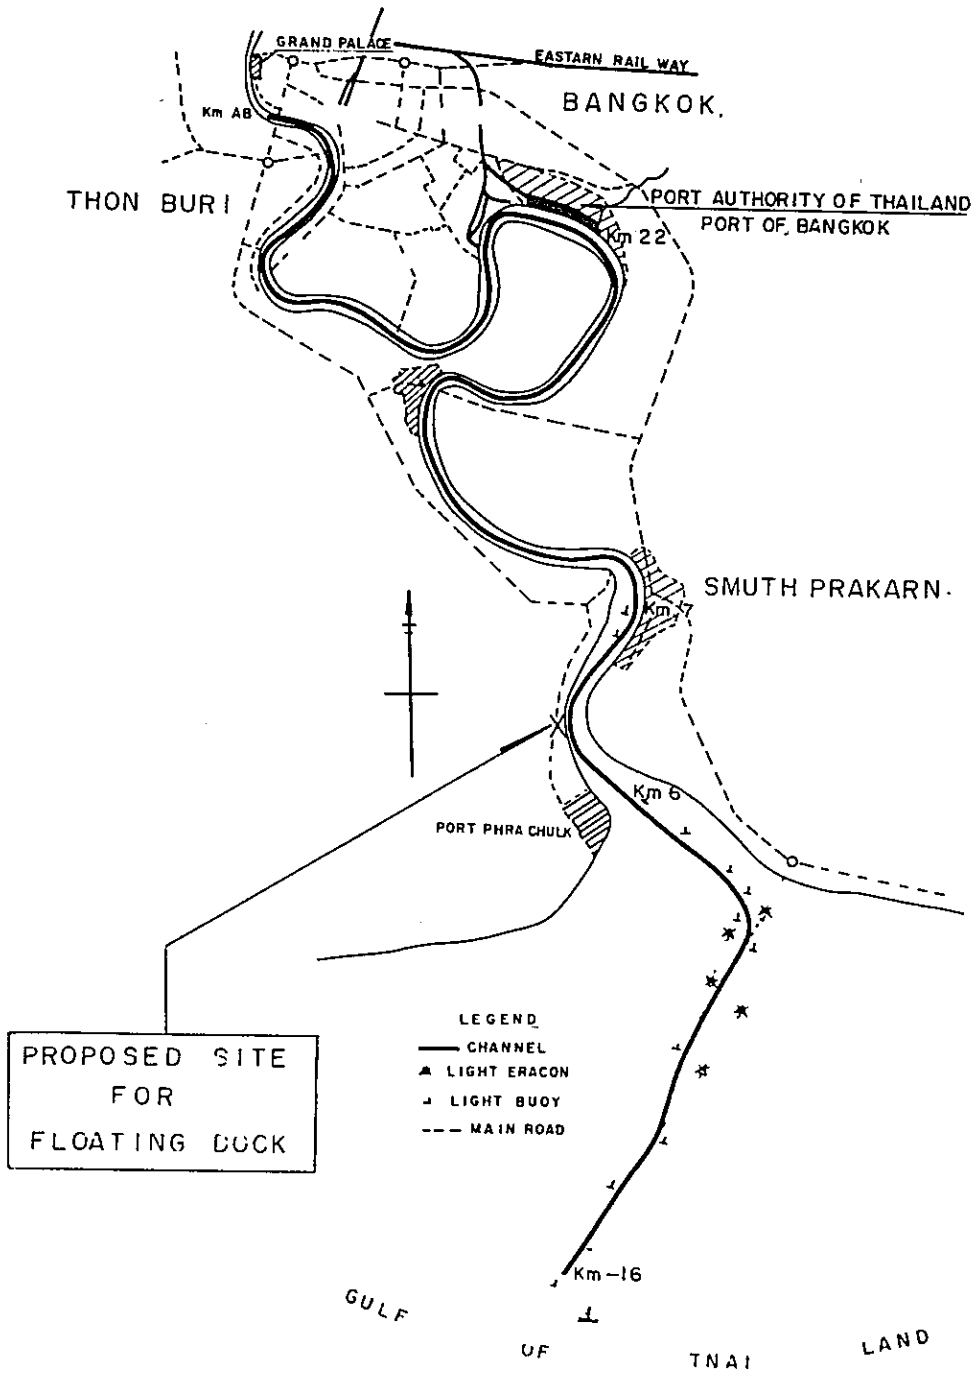 GRAND PALACE
EASTARN RAIL WAY
BANGKOK.
Km AB
THON BURI
PORT AUTHORITY OF THAILAND
PORT OF, BANGKOK
Km 22
SMUTH PRAKARN.
Km 7
Km 6
PORT PHRA CHULK
LEGEND
CHANNEL
LIGHT ERACON
LIGHT BUOY
MAIN ROAD
PROPOSED SITE
FOR
FLOATING DOCK
Km -16
GULF OF TNAI LAND